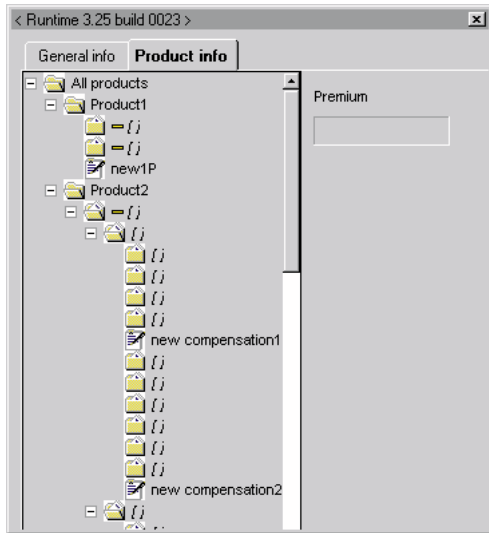 < Runtime 3.25 build 0023 >
General info Product info
All products
Premium
Product1
{}
{}
new1P
Product2
{}
{}
{}
{}
{}
{}
new compensation1
{}
{}
{}
{}
{}
{}
new compensation2
{}